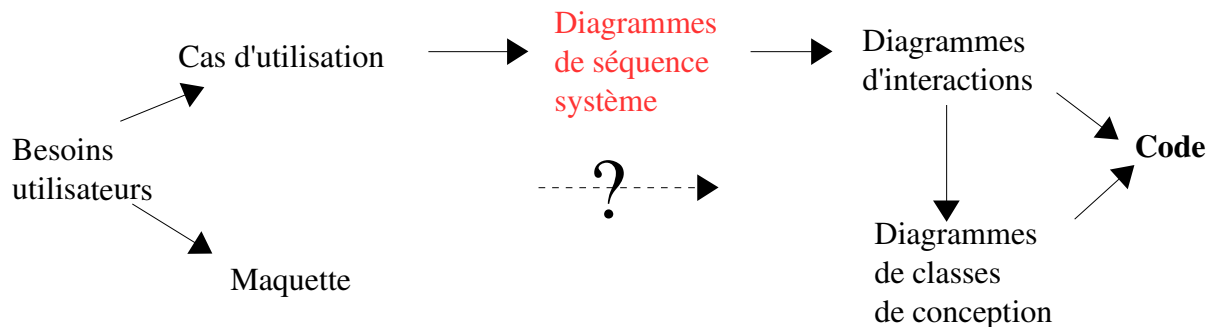 Cas d'utilisation
Diagrammes
de séquence
système
Diagrammes
d'interactions
Besoins
utilisateurs
?
Code
Maquette
Diagrammes
de classes
de conception